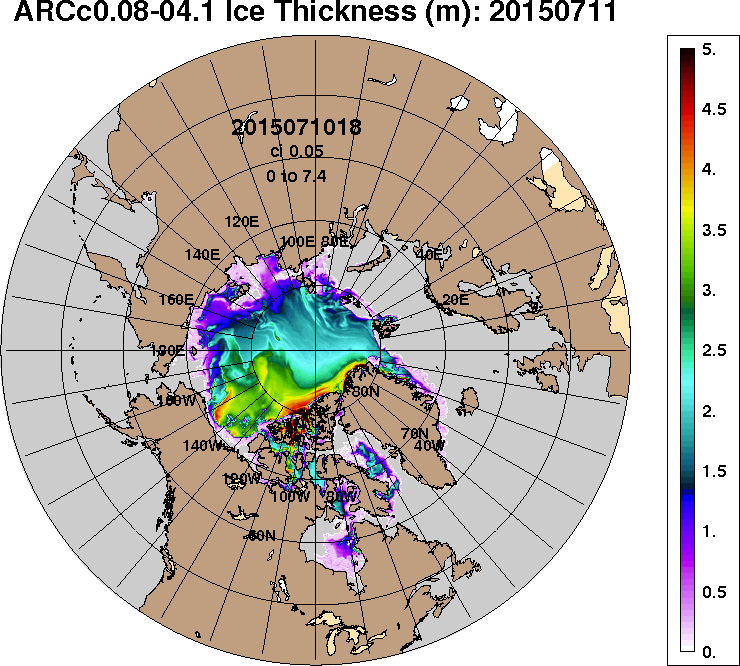 ARCc0.08-04.1 Ice Thickness (m): 20150711
2015071018
ci 0.05
0 to 7.4
120E
100E
80E
40E
140E
20E
160E
180E
160W
80N
70N
140W
40W
120W
100W
80W
60N
5.
4.5
4.
3.5
3.
2.5
2.
1.5
1.
0.5
0.